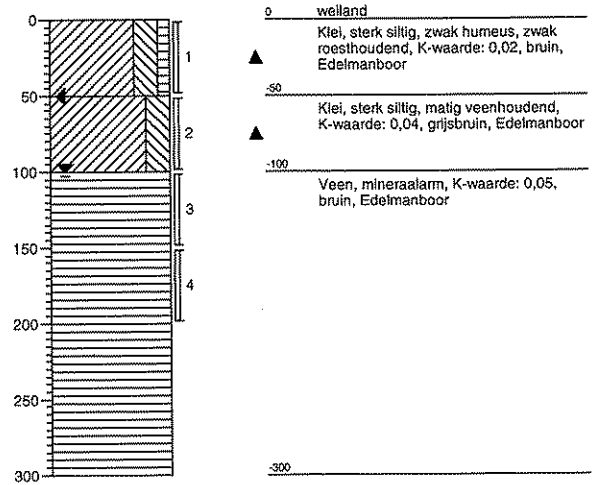 0
50
100
150
200
250
300
1
2
3
4
0 weiland
Klei, sterk siltig, zwak humeus, zwak
roesthoudend, K-waarde: 0,02, bruin,
Edelmanboor
-50
Klei, sterk siltig, matig veenhoudend,
K-waarde: 0,04, grijsbruin, Edelmanboor
-100
Veen, mineraalarm, K-waarde: 0,05,
bruin, Edelmanboor
-300